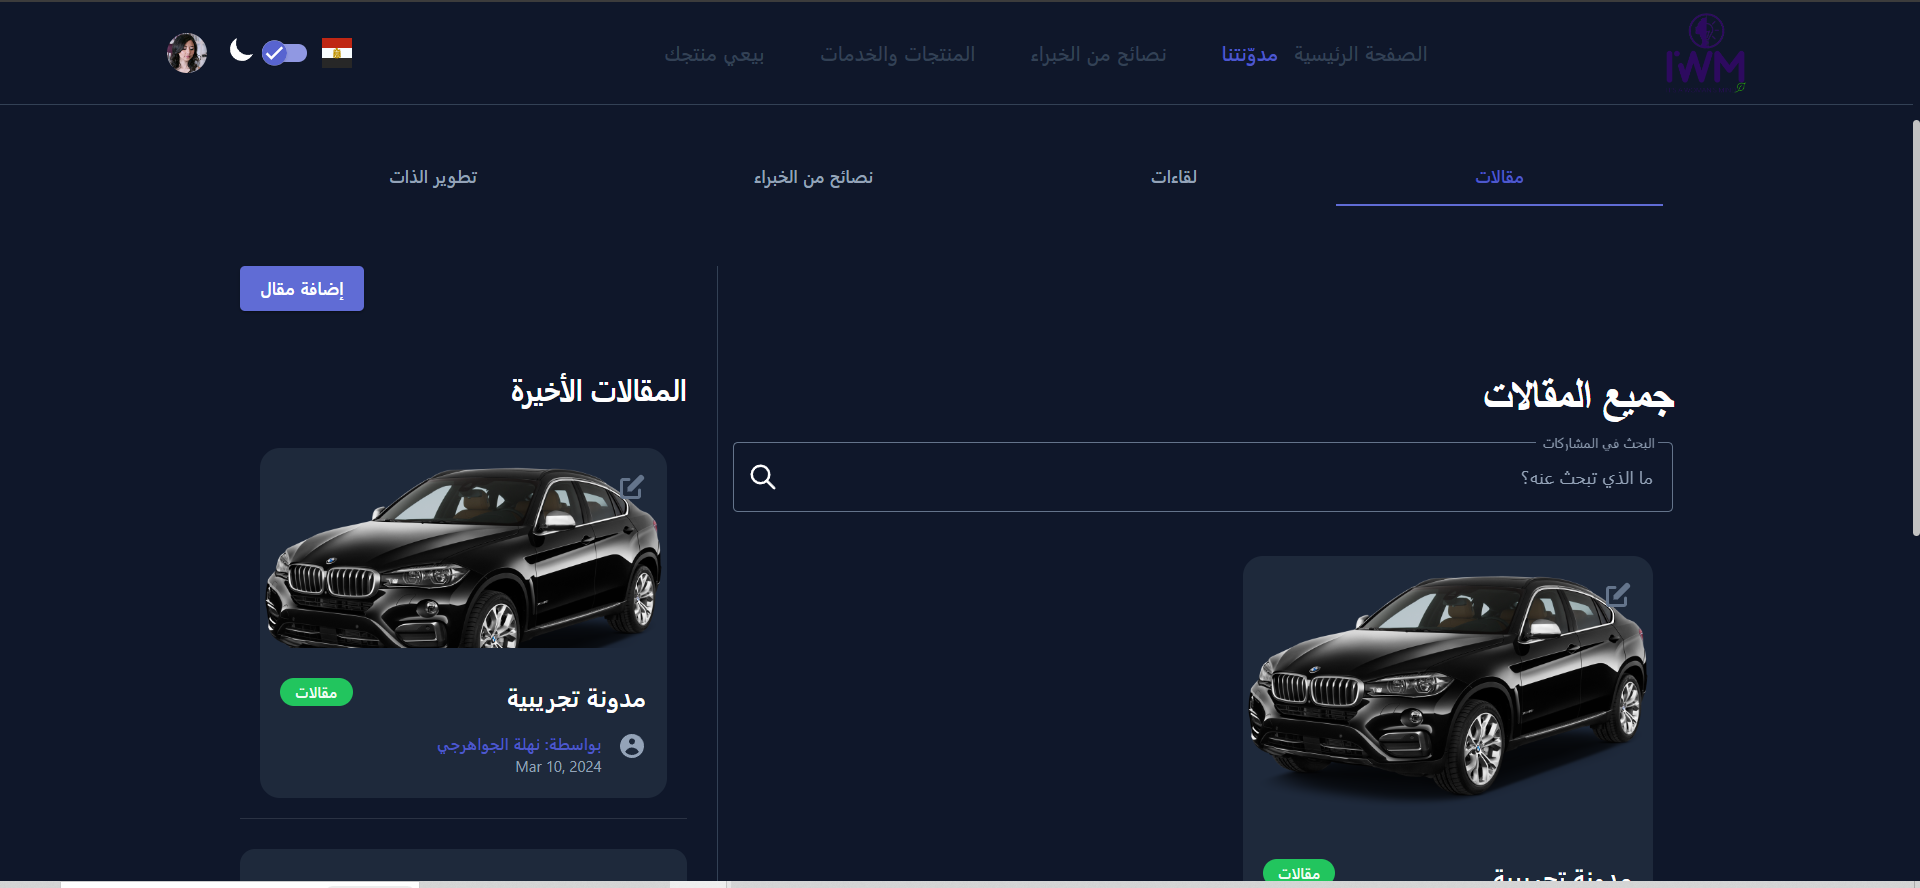 IWM
الصفحة الرئيسية
مدوّنتنا
نصائح من الخبراء
المنتجات والخدمات
بيعي منتجك
مقالات
لقاءات
نصائح من الخبراء
تطوير الذات
جميع المقالات
البحث في المشاركات
ما الذي تبحث عنه؟
مدونة تجريبية
مقالات
إضافة مقال
المقالات الأخيرة
مدونة تجريبية
مقالات
بواسطة: نهلة الجواهرجي
Mar 10, 2024